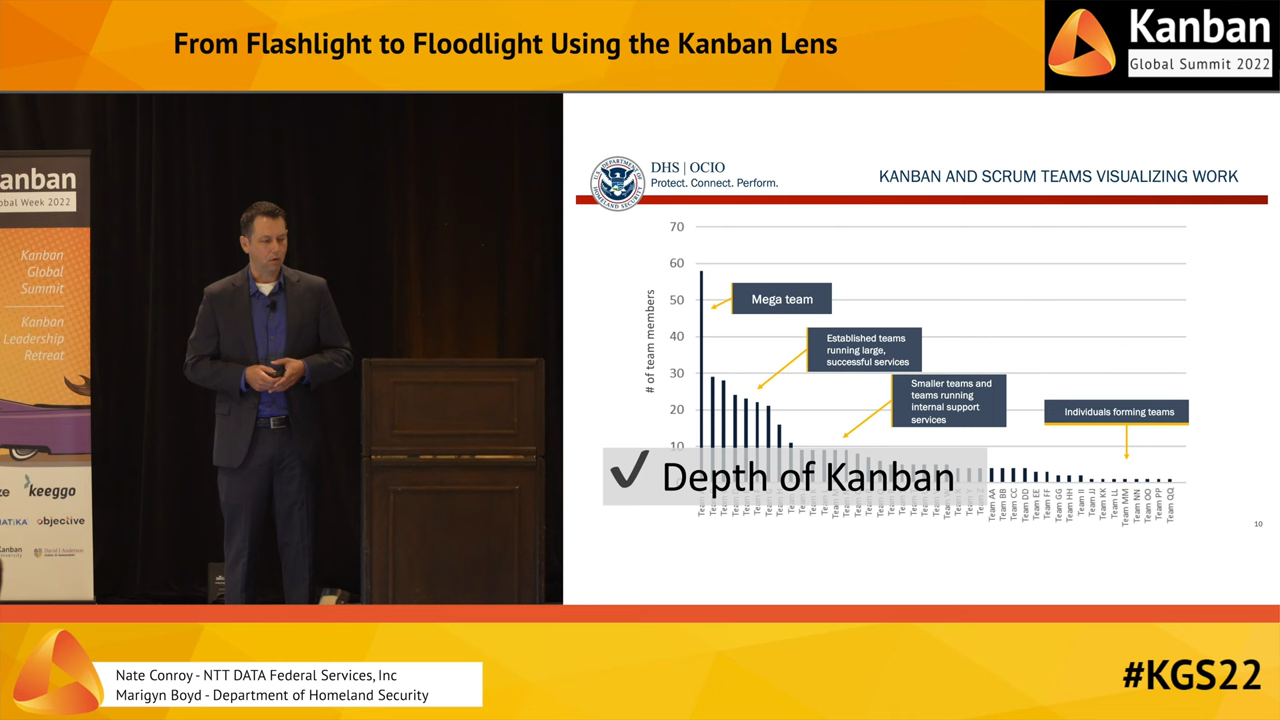 From Flashlight to Floodlight Using the Kanban Lens
Kanban
Global Summit 2022
anban
obal Week 2022
Kanban
Global
Summit
Kanban
Leadership
Retreat
ze
keeggo
objective
DHS | OCIO
Protect. Connect. Perform.
KANBAN AND SCRUM TEAMS VISUALIZING WORK
70
60
50
40
30
20
10
# of team members
Mega team
Established teams
running large,
successful services
Smaller teams and
teams running
internal support
services
Individuals forming teams
✓ Depth of Kanban
Team AA
Team BB
Team CC
Team DD
Team EE
Team FF
Team GG
Team HH
Team II
Team JJ
Team KK
Team LL
Team MM
Team NN
Team OO
Team PP
Team QQ
10
Nate Conroy - NTT DATA Federal Services, Inc
Marigyn Boyd - Department of Homeland Security
#KGS22